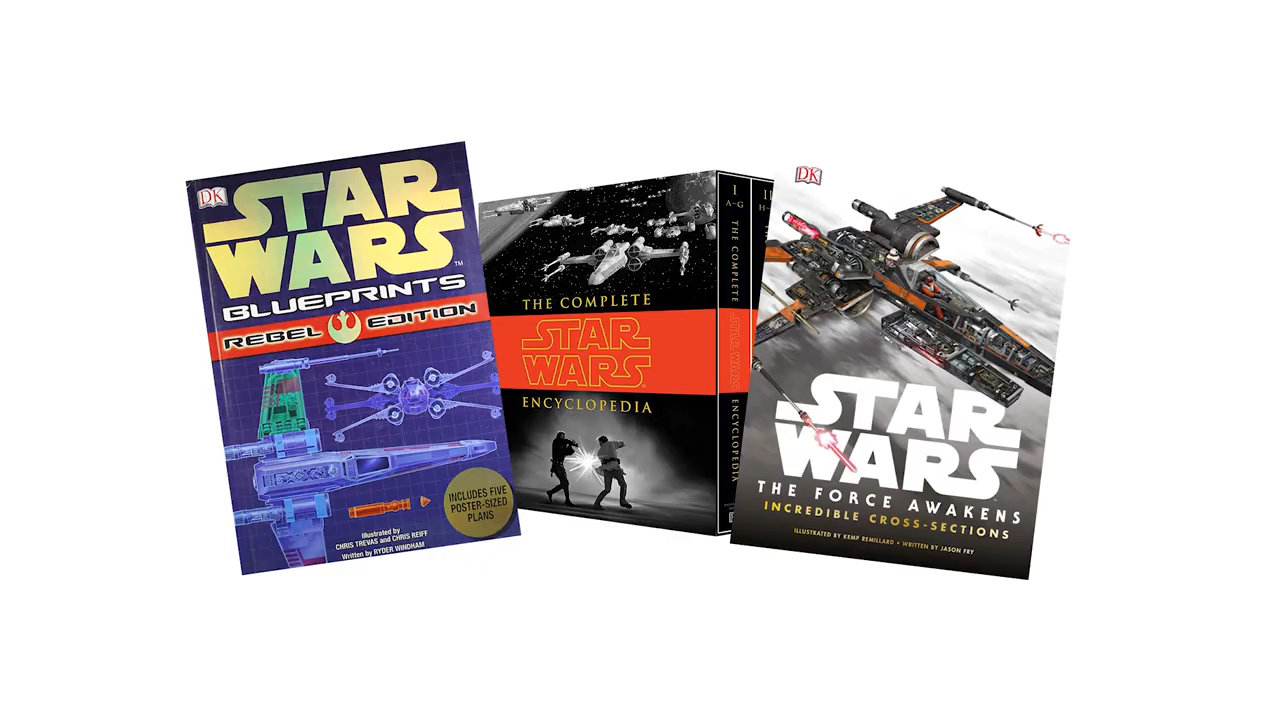 DK
STAR
WARS
TM
BLUEPRINTS
REBEL EDITION
INCLUDES FIVE
POSTER-SIZED
PLANS
Illustrated by
CHRIS TREVAS and CHRIS REIFF
Written by RYDER WINDHAM
THE COMPLETE
STAR
WARS
ENCYCLOPEDIA
I
A-G
THE COMPLETE
STAR WARS
ENCYCLOPEDIA
DK
STAR
WARS
THE FORCE AWAKENS
INCREDIBLE CROSS-SECTIONS
ILLUSTRATED BY KEMP REMILLARD • WRITTEN BY JASON FRY